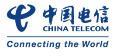 中国电信
CHINA TELECOM
Connecting the World